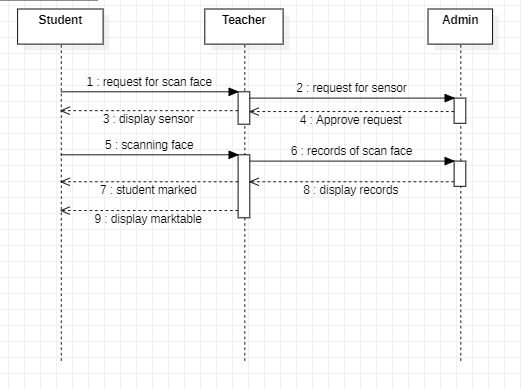 Student
Teacher
Admin
1 : request for scan face
2 : request for sensor
3 : display sensor
4 : Approve request
5 : scanning face
6 : records of scan face
7 : student marked
8 : display records
9 : display marktable